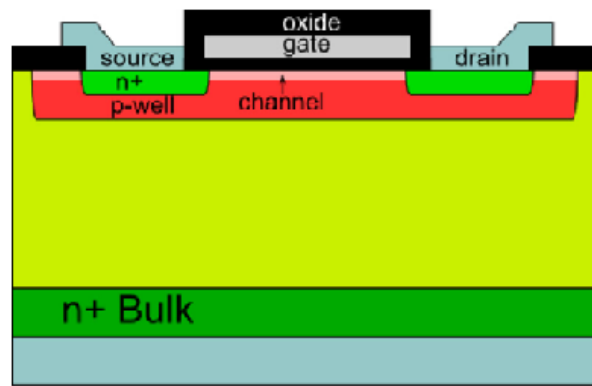 oxide
gate
source
drain
n+
p-well
channel
n+ Bulk